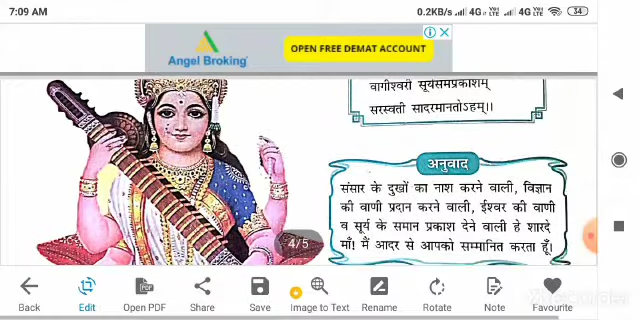 7:09 AM
0.2KB/s 4G 4G 34
Angel Broking
OPEN FREE DEMAT ACCOUNT
वागीश्वरी सूर्यसमप्रकाशम्
सरस्वती सादरमानतोऽहम्।।
अनुवाद
संसार के दुखों का नाश करने वाली, विज्ञान
की वाणी प्रदान करने वाली, ईश्वर की वाणी
व सूर्य के समान प्रकाश देने वाली हे शारदे
माँ! मैं आदर से आपको सम्मानित करता हूँ।
4/5
Back
Edit
Open PDF
Share
Save
Image to Text
Rename
Rotate
Note
Favourite